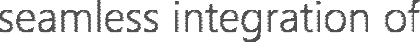 seamless integration of